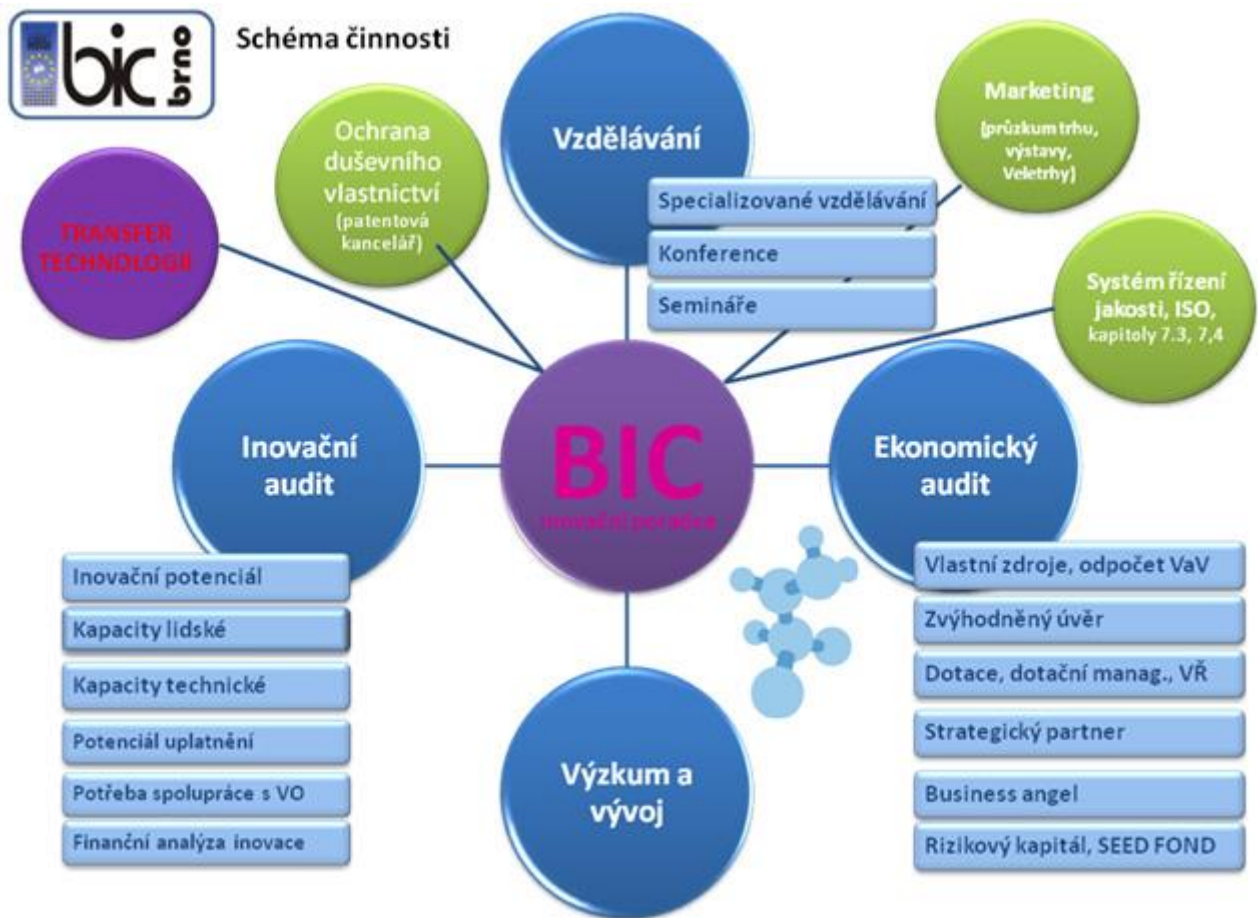 bic
brno
Schéma činnosti
Vzdělávání
Specializované vzdělávání
Konference
Semináře
Marketing
(průzkum trhu,
výstavy,
Veletrhy)
Ochrana
duševního
vlastnictví
(patentová
kancelář)
TRANSFER
TECHNOLOGIÍ
Systém řízení
jakosti, ISO,
kapitoly 7.3, 7,4
Inovační
audit
BIC
inovační poradce
Ekonomický
audit
Inovační potenciál
Kapacity lidské
Kapacity technické
Potenciál uplatnění
Potřeba spolupráce s VO
Finanční analýza inovace
Vlastní zdroje, odpočet VaV
Zvýhodněný úvěr
Dotace, dotační manag., VŘ
Strategický partner
Business angel
Rizikový kapitál, SEED FOND
Výzkum a
vývoj